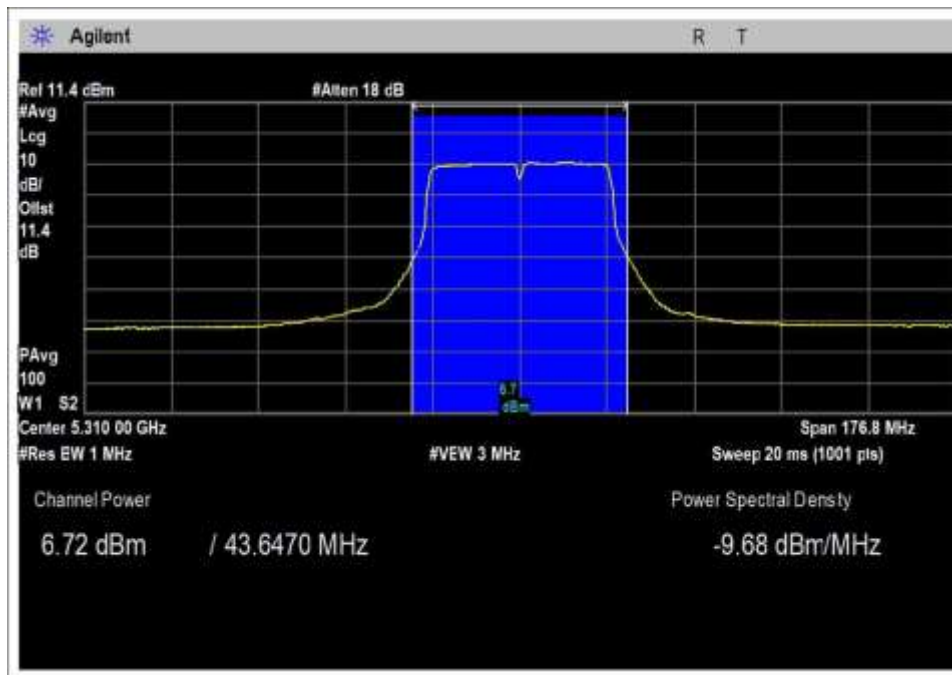 Agilent R T
Ref 11.4 dBm #Atten 18 dB
#Avg
Log
10
dB/
Offst
11.4
dB
PAvg
100
W1 S2
6.7
dBm
Center 5.310 00 GHz Span 176.8 MHz
#Res BW 1 MHz #VBW 3 MHz Sweep 20 ms (1001 pts)
Channel Power Power Spectral Density
6.72 dBm / 43.6470 MHz -9.68 dBm/MHz